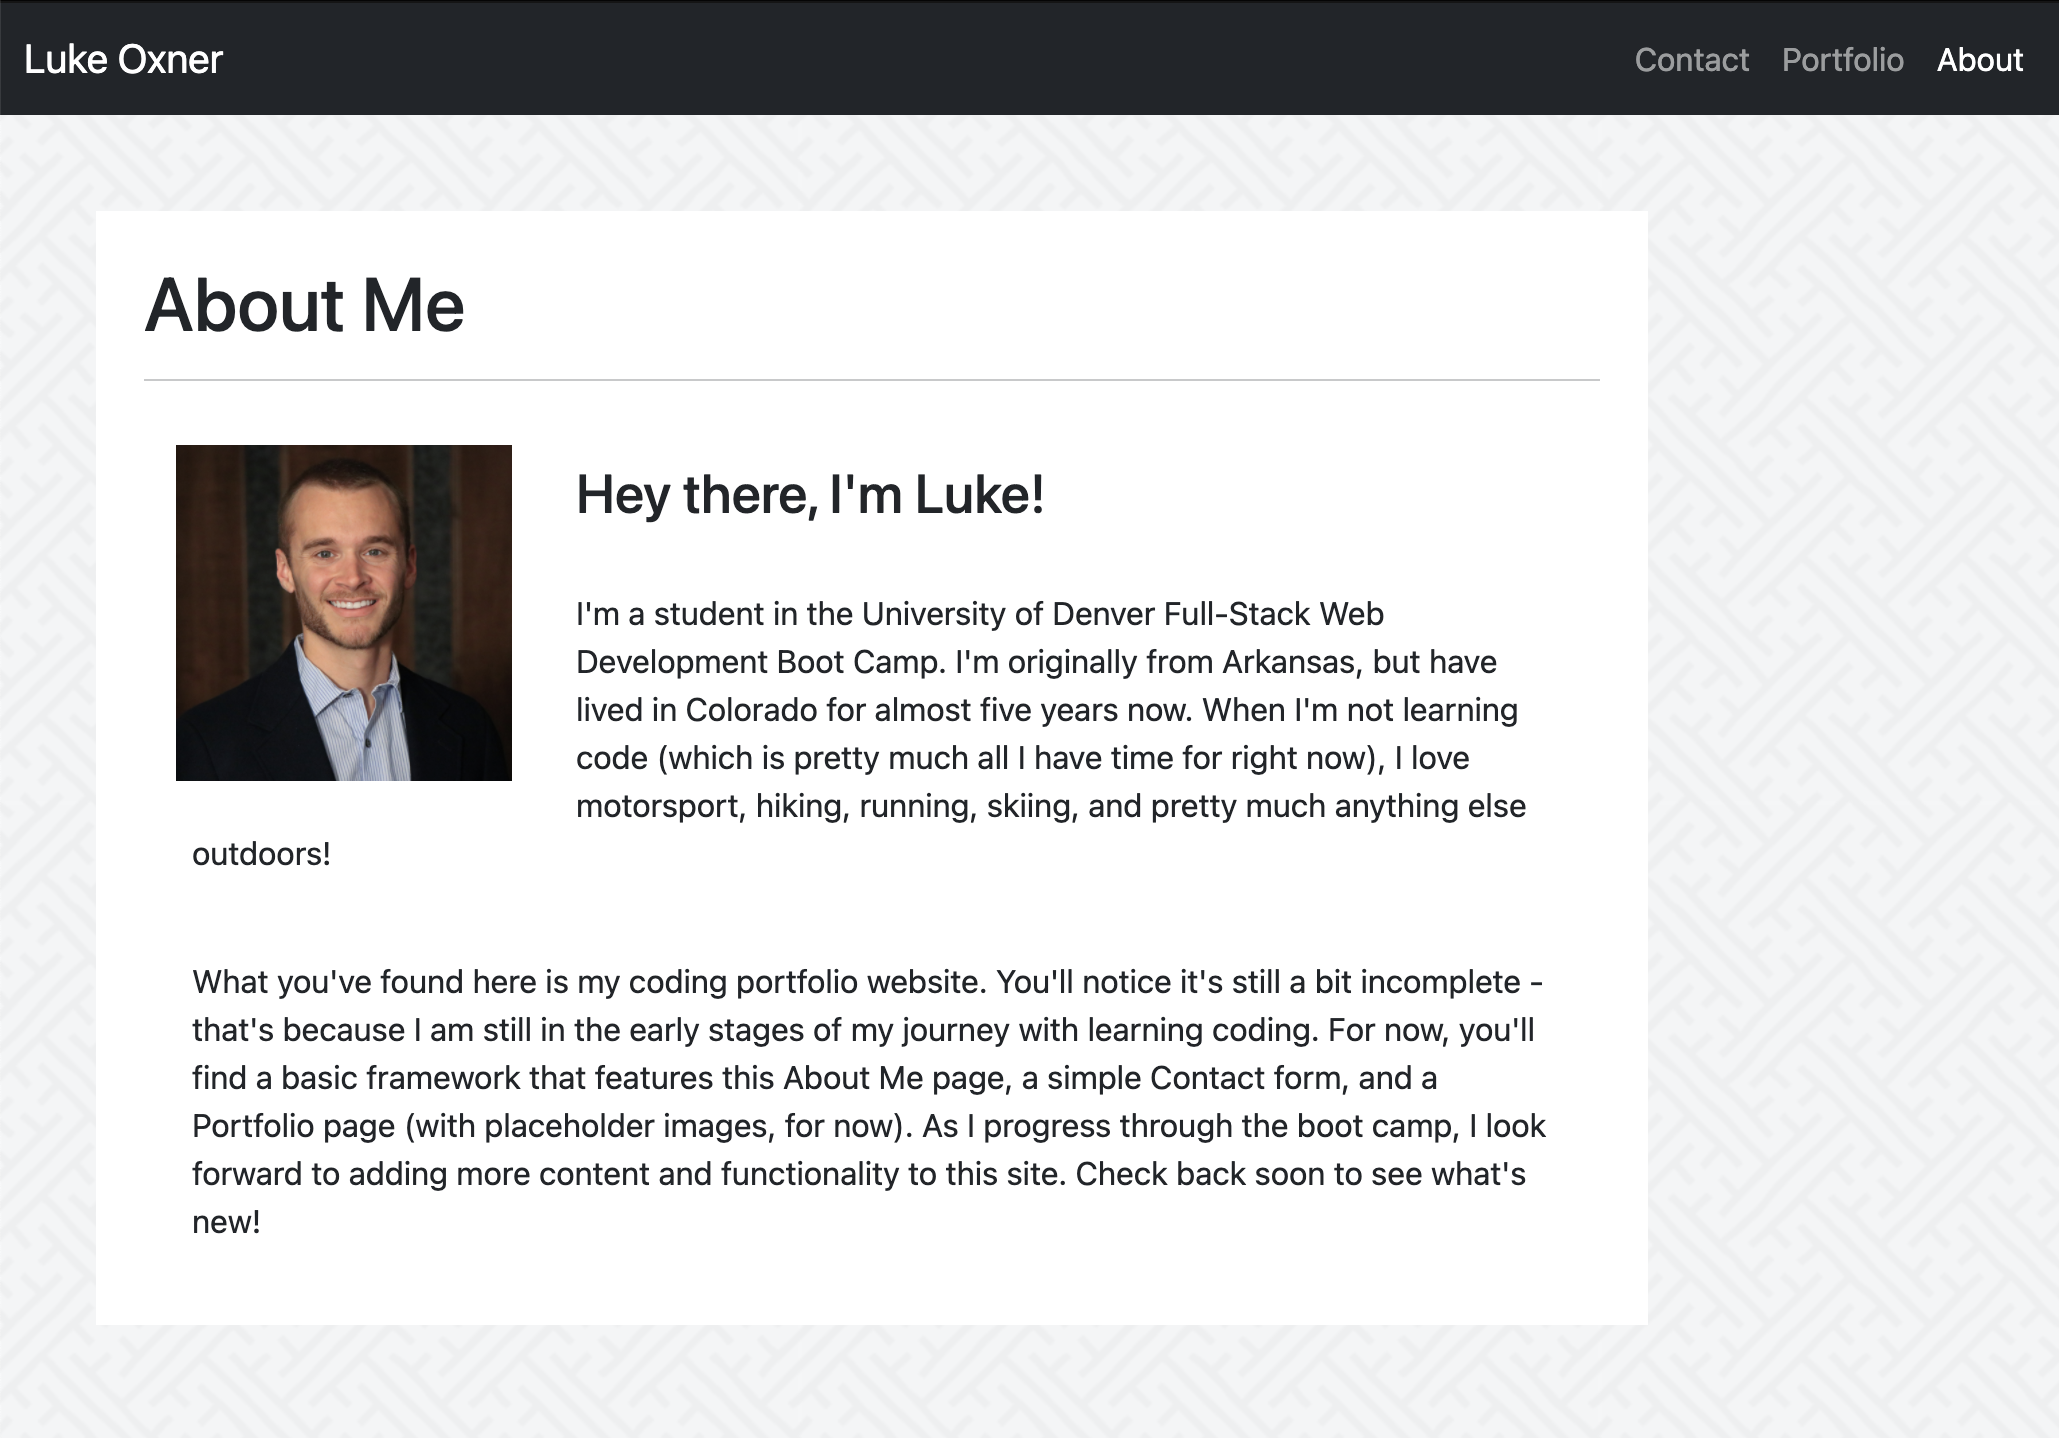 Luke Oxner
Contact Portfolio About
About Me
Hey there, I'm Luke!
I'm a student in the University of Denver Full-Stack Web
Development Boot Camp. I'm originally from Arkansas, but have
lived in Colorado for almost five years now. When I'm not learning
code (which is pretty much all I have time for right now), I love
motorsport, hiking, running, skiing, and pretty much anything else
outdoors!
What you've found here is my coding portfolio website. You'll notice it's still a bit incomplete -
that's because I am still in the early stages of my journey with learning coding. For now, you'll
find a basic framework that features this About Me page, a simple Contact form, and a
Portfolio page (with placeholder images, for now). As I progress through the boot camp, I look
forward to adding more content and functionality to this site. Check back soon to see what's
new!